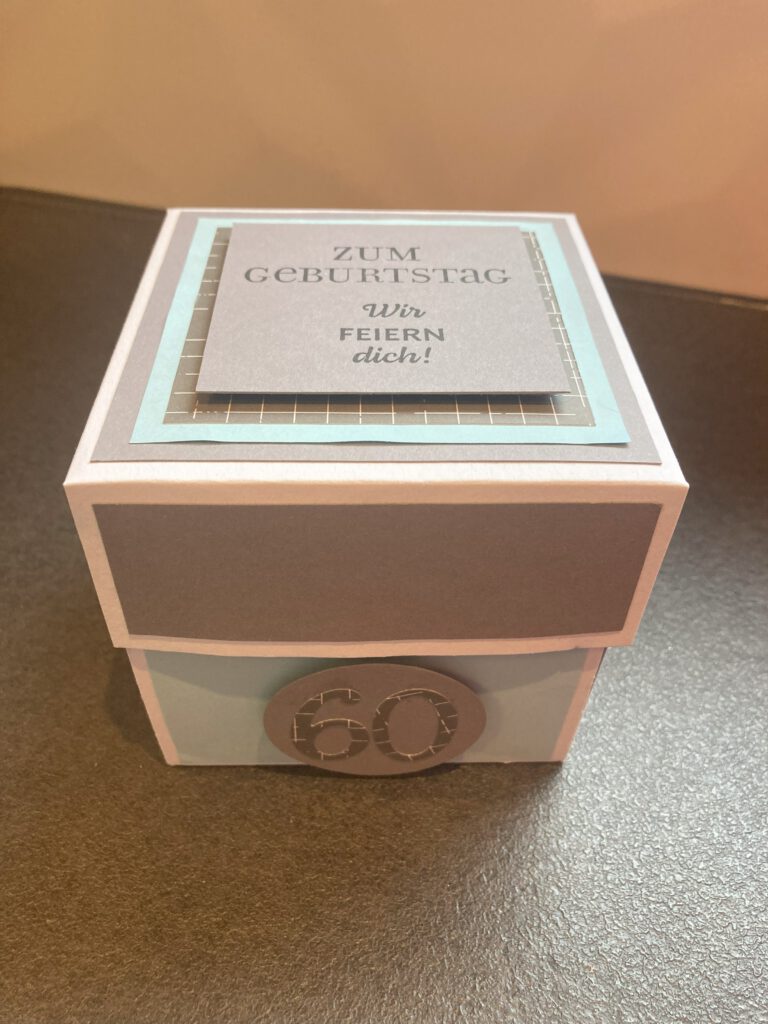 ZUM
GEBURTSTAG
Wir
FEIERN
dich!
60